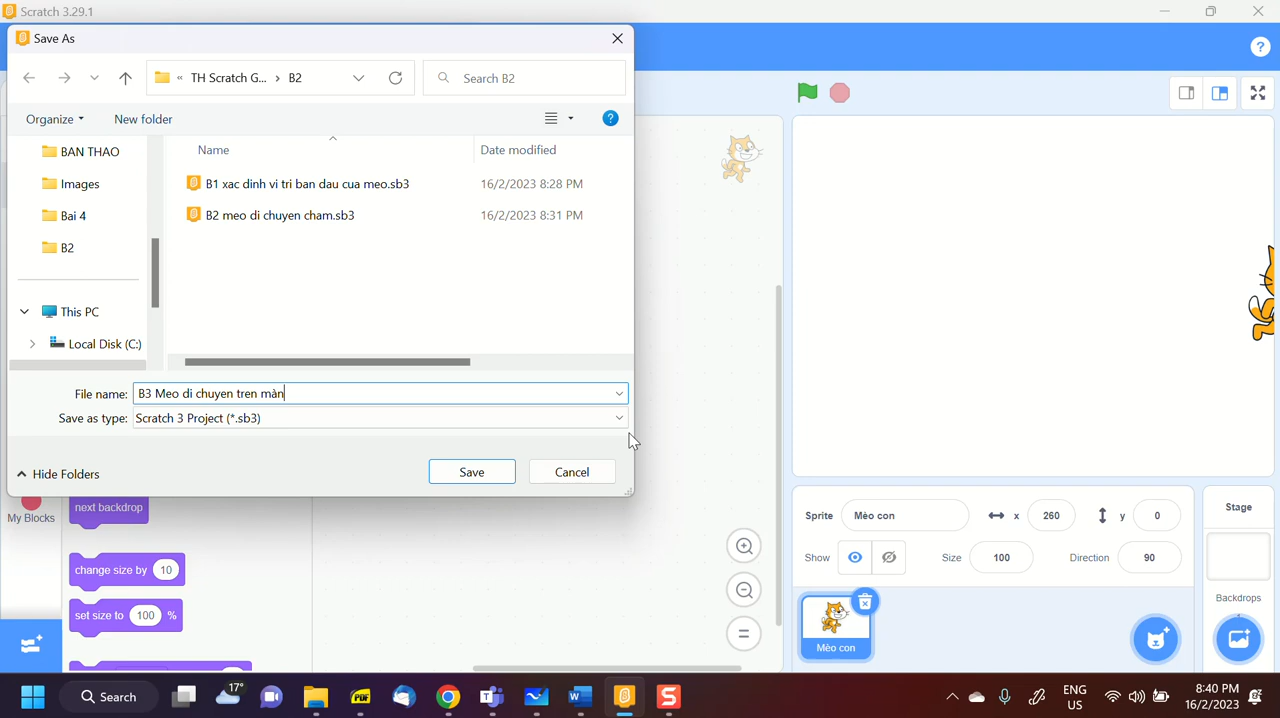 Scratch 3.29.1
Save As
« TH Scratch G... › B2
Search B2
Organize
New folder
BAN THAO
Images
Bai 4
B2
This PC
Local Disk (C:)
Name
Date modified
B1 xac dinh vi tri ban dau cua meo.sb3
16/2/2023 8:28 PM
B2 meo di chuyen cham.sb3
16/2/2023 8:31 PM
File name: B3 Meo di chuyen tren màn
Save as type: Scratch 3 Project (*.sb3)
Hide Folders
Save
Cancel
My Blocks
next backdrop
change size by 10
set size to 100 %
Sprite Mèo con
x 260
y 0
Show
Size 100
Direction 90
Mèo con
Stage
Backdrops
17°
Search
PDF
ENG
US
8:40 PM
16/2/2023